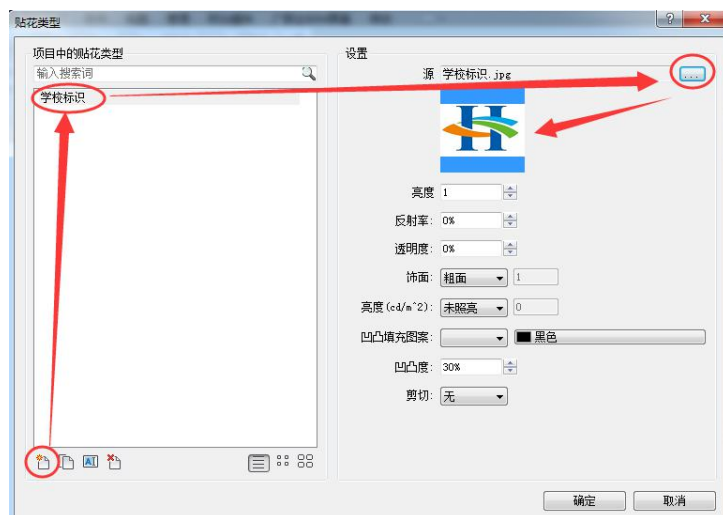 贴花类型
项目中的贴花类型
输入搜索词
学校标识
设置
源 学校标识.jpg ...
H
亮度 1
反射率: 0%
透明度: 0%
饰面: 粗面 1
亮度(cd/m^2): 未照亮 0
凹凸填充图案: 黑色
凹凸度: 30%
剪切: 无
确定 取消